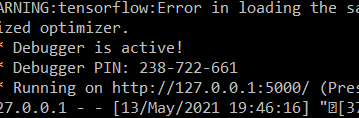 ARNING:tensorflow:Error in loading the sa
ized optimizer.
* Debugger is active!
* Debugger PIN: 238-722-661
* Running on http://127.0.0.1:5000/ (Pres
27.0.0.1 - - [13/May/2021 19:46:16] "[37